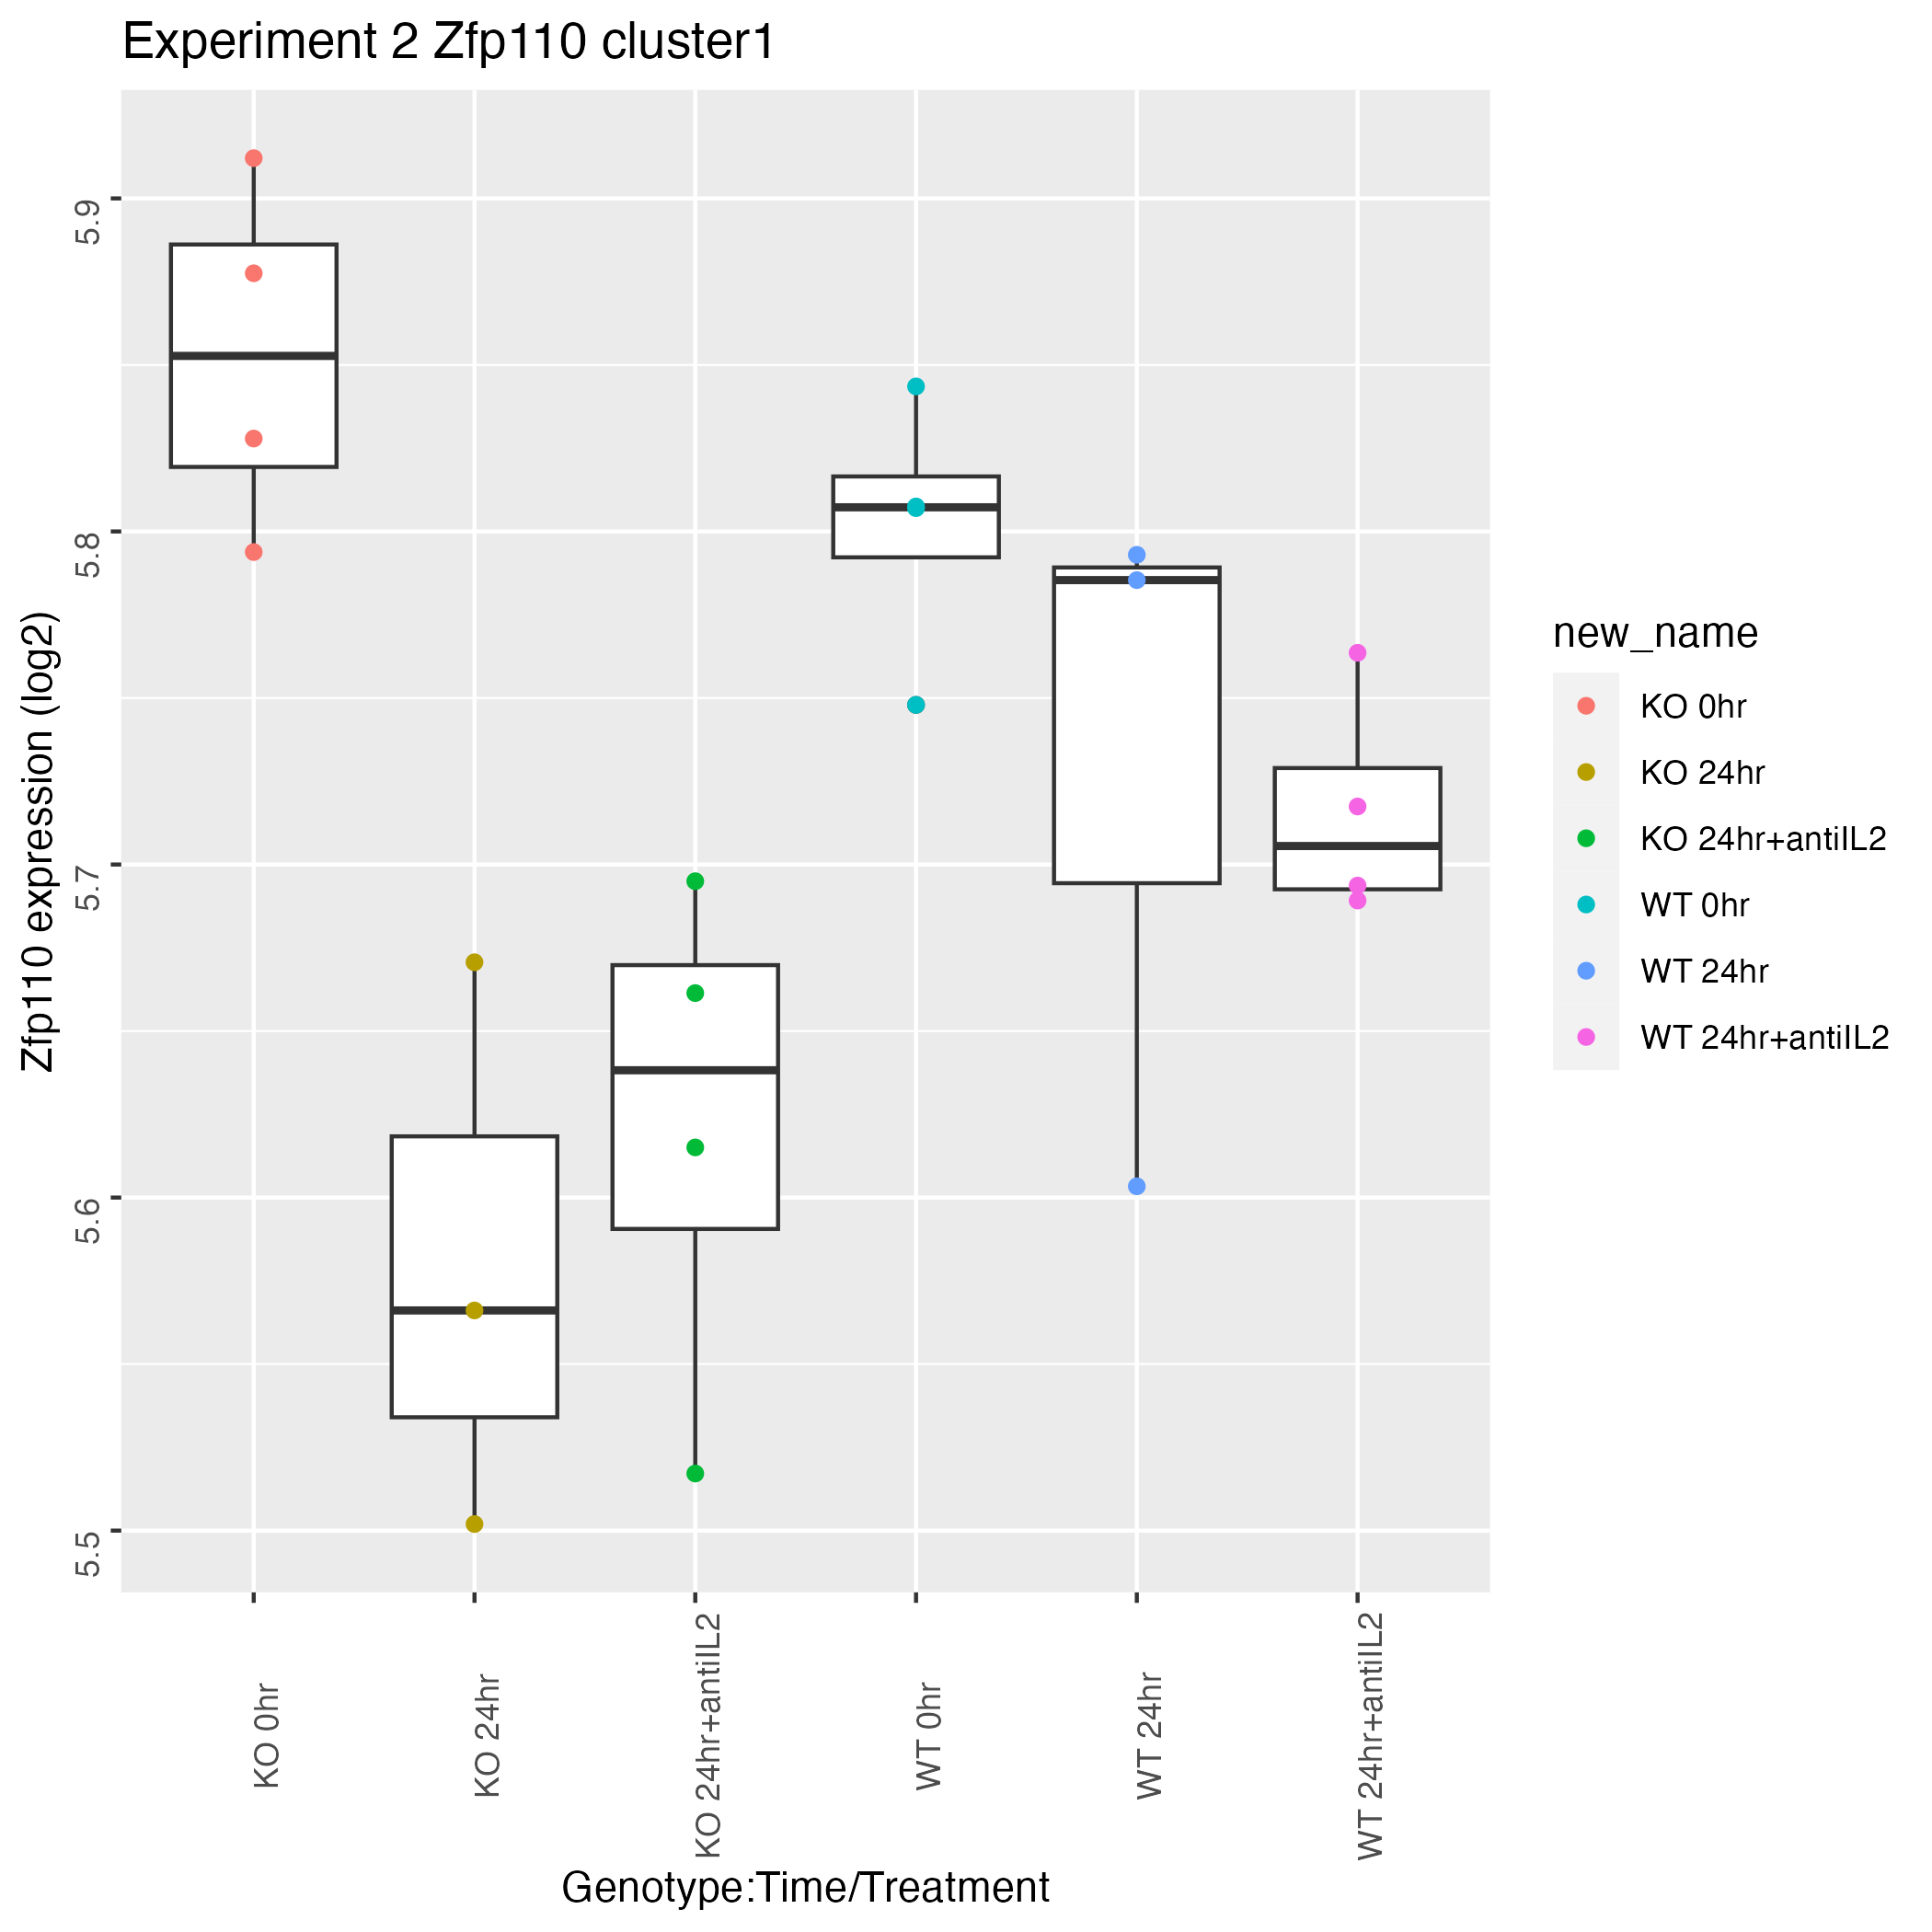 Experiment 2 Zfp110 cluster1
Zfp110 expression (log2)
5.9
5.8
5.7
5.6
5.5
KO 0hr
KO 24hr
KO 24hr+antiIL2
WT 0hr
WT 24hr
WT 24hr+antiIL2
Genotype:Time/Treatment
new_name
KO 0hr
KO 24hr
KO 24hr+antiIL2
WT 0hr
WT 24hr
WT 24hr+antiIL2